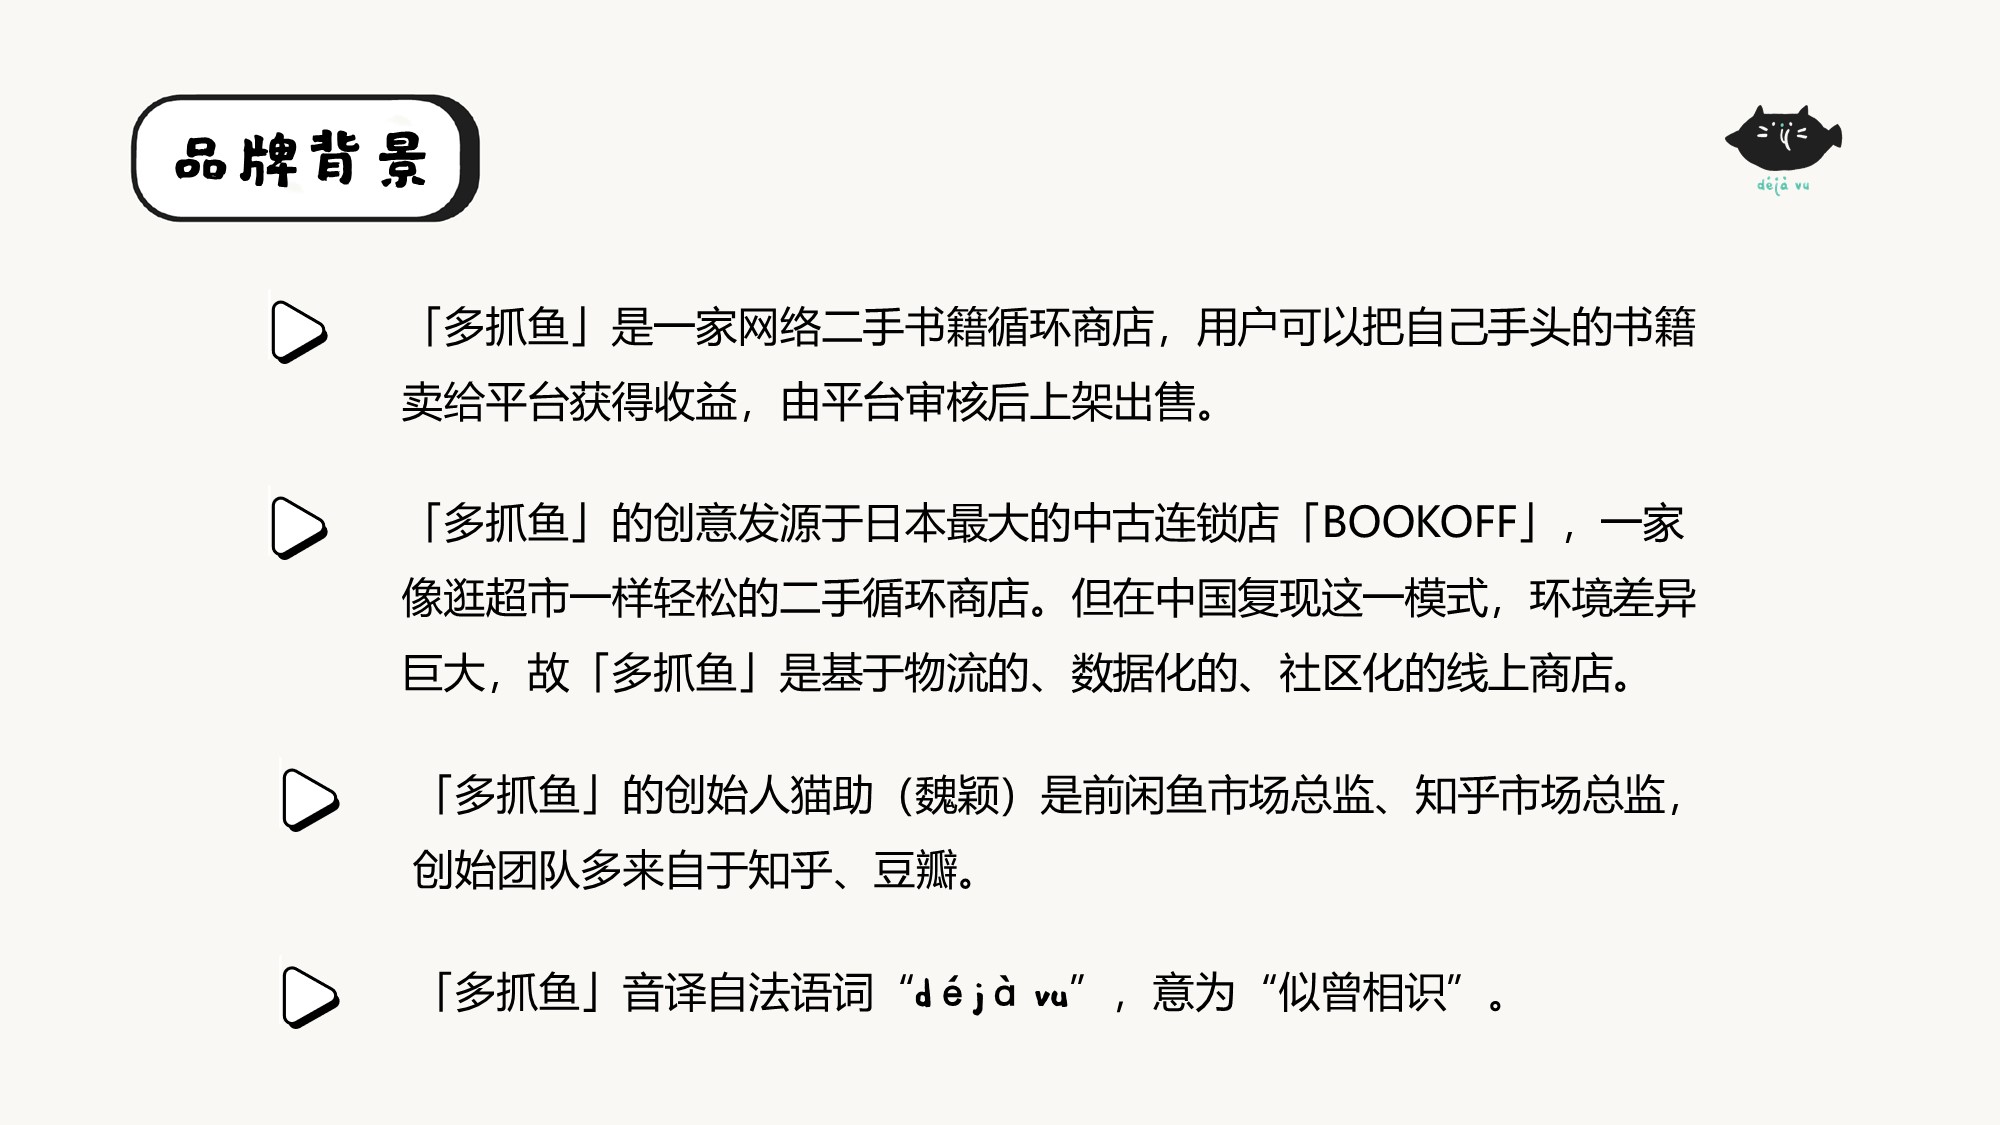 品牌背景
déjà vu
「多抓鱼」是一家网络二手书籍循环商店，用户可以把自己手头的书籍
卖给平台获得收益，由平台审核后上架出售。
「多抓鱼」的创意发源于日本最大的中古连锁店「BOOKOFF」，一家
像逛超市一样轻松的二手循环商店。但在中国复现这一模式，环境差异
巨大，故「多抓鱼」是基于物流的、数据化的、社区化的线上商店。
「多抓鱼」的创始人猫助（魏颖）是前闲鱼市场总监、知乎市场总监，
创始团队多来自于知乎、豆瓣。
「多抓鱼」音译自法语词“déjà vu”，意为“似曾相识”。